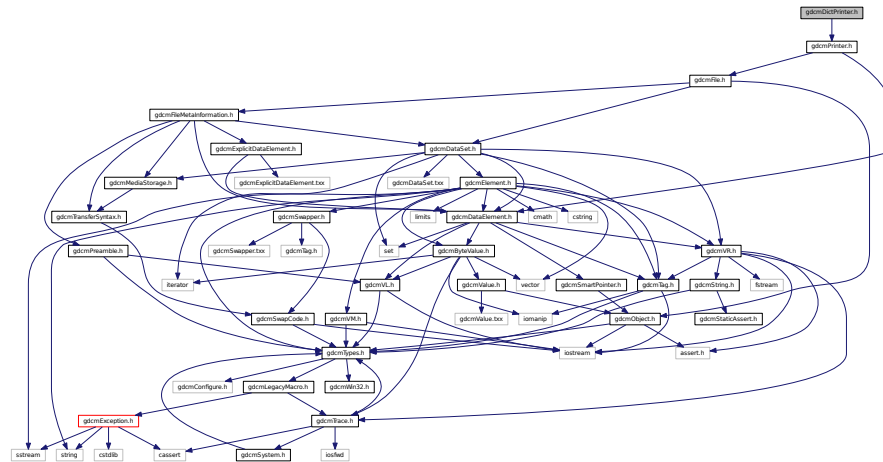 gdcmDictPrinter.h
gdcmPrinter.h
gdcmFile.h
gdcmFileMetaInformation.h
gdcmExplicitDataElement.h
gdcmDataSet.h
gdcmMediaStorage.h
gdcmExplicitDataElement.txx
gdcmDataSet.txx
gdcmElement.h
gdcmTransferSyntax.h
gdcmSwapper.h
limits
gdcmDataElement.h
cmath
cstring
gdcmPreamble.h
gdcmSwapper.txx
gdcmTag.h
set
gdcmByteValue.h
gdcmVR.h
iterator
gdcmVL.h
gdcmValue.h
vector
gdcmSmartPointer.h
gdcmTag.h
gdcmString.h
fstream
gdcmSwapCode.h
gdcmVM.h
gdcmValue.txx
iomanip
gdcmObject.h
gdcmStaticAssert.h
gdcmTypes.h
iostream
assert.h
gdcmConfigure.h
gdcmLegacyMacro.h
gdcmWin32.h
gdcmException.h
gdcmTrace.h
sstream
string
cstdlib
cassert
gdcmSystem.h
iosfwd